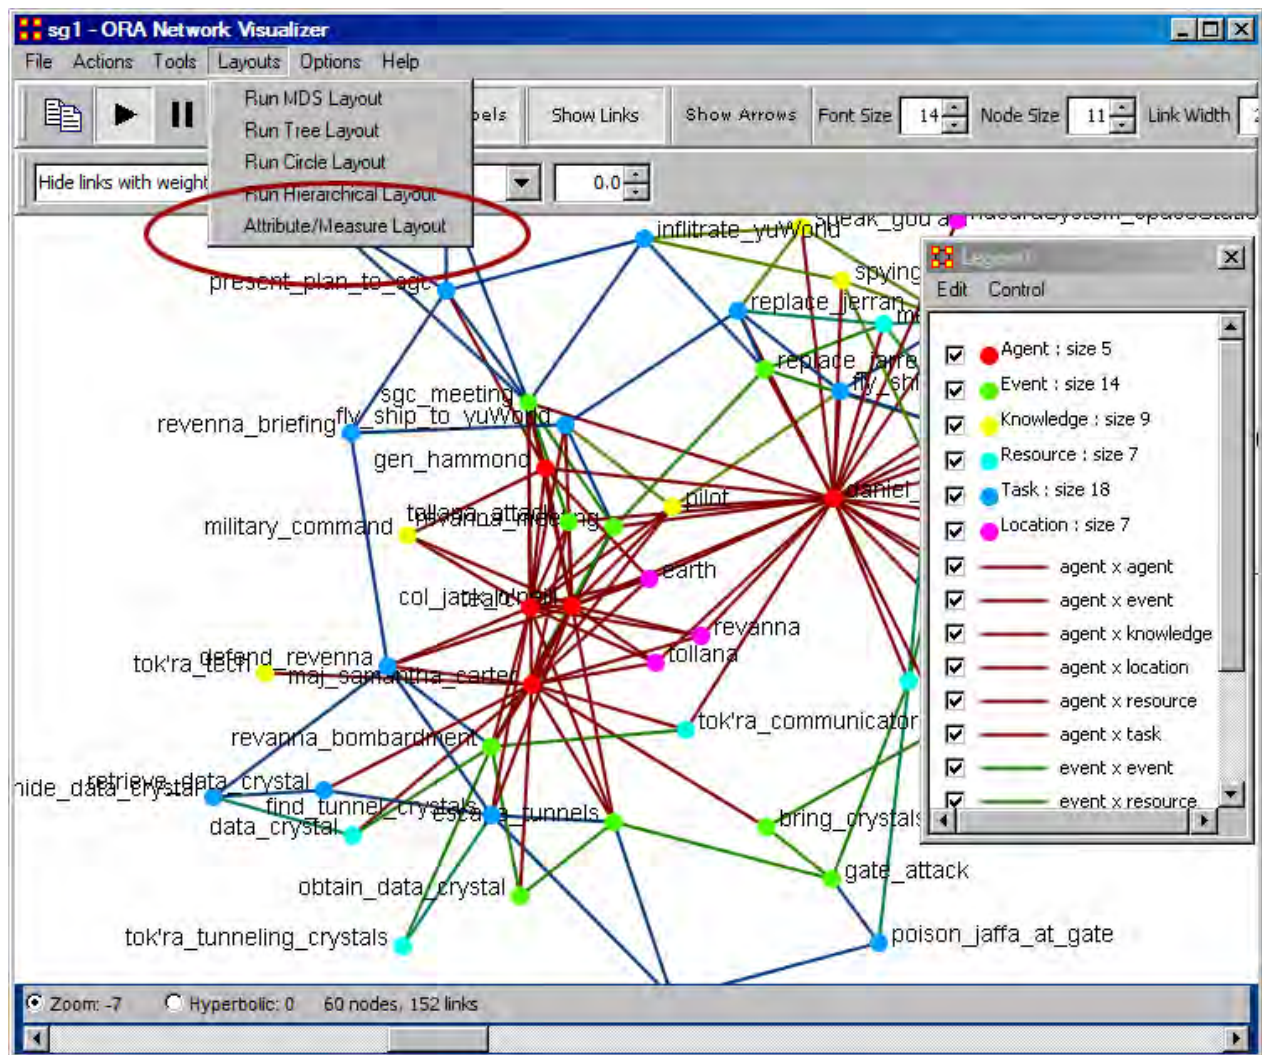 sg1 - ORA Network Visualizer
File Actions Tools Layouts Options Help
Run MDS Layout
Run Tree Layout
Run Circle Layout
Run Hierarchical Layout
Attribute/Measure Layout
Show Links Show Arrows Font Size 14 Node Size 11 Link Width
Hide links with weight 0.0
inflitrate_yuWorld
present_plan_to_sgc
spying
replace_jerran
sgc_meeting
fly_ship_to_yuWorld
revenna_briefing
gen_hammond
pilot
military_command
revanna_meeting
earth
revanna
tollana
tok'ra_tech
defend_revenna
maj_samantha_carter
tok'ra_communicator
revanna_bombardment
hide_data_crystal
retrieve_data_crystal
find_tunnel_crystals
data_crystal
bring_crystals
gate_attack
obtain_data_crystal
tok'ra_tunneling_crystals
poison_jaffa_at_gate
Edit Control
Agent : size 5
Event : size 14
Knowledge : size 9
Resource : size 7
Task : size 18
Location : size 7
agent x agent
agent x event
agent x knowledge
agent x location
agent x resource
agent x task
event x event
event x resource
Zoom: -7 Hyperbolic: 0 60 nodes, 152 links